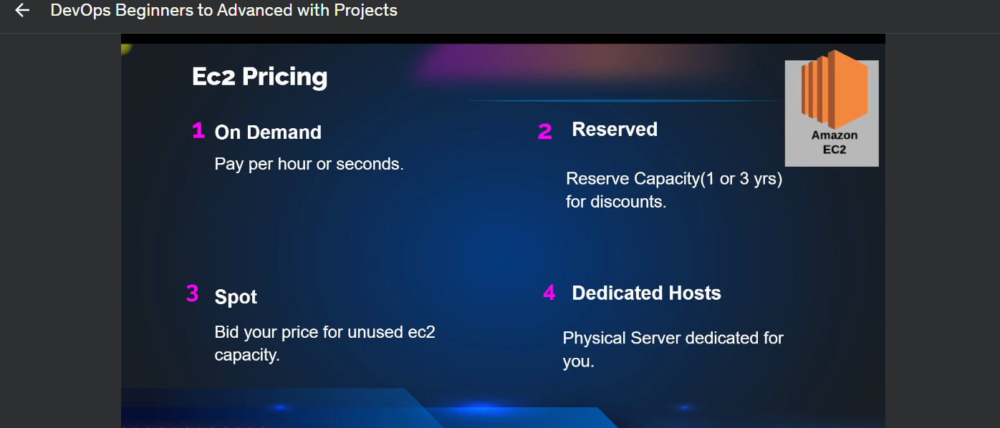 DevOps Beginners to Advanced with Projects
Ec2 Pricing
1 On Demand
Pay per hour or seconds.
2 Reserved
Reserve Capacity(1 or 3 yrs)
for discounts.
Amazon
EC2
3 Spot
Bid your price for unused ec2
capacity.
4 Dedicated Hosts
Physical Server dedicated for
you.